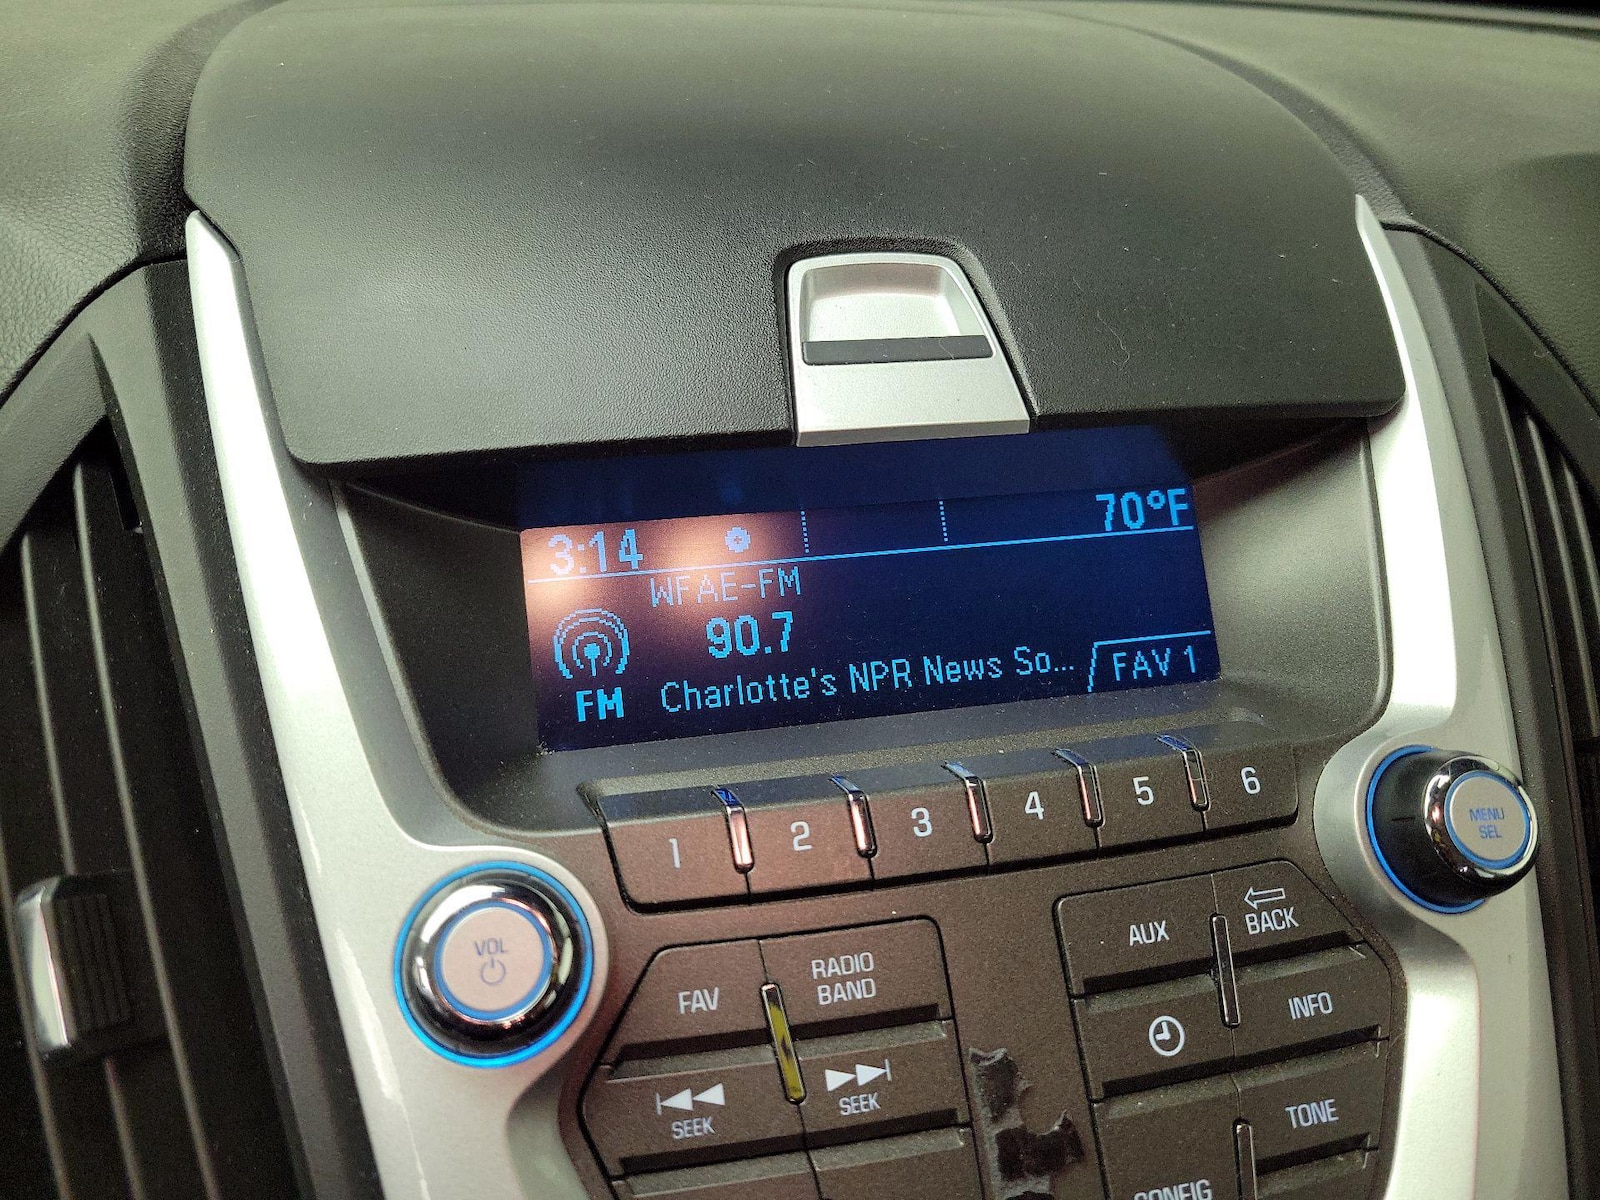 3:14 70°F
WFAE-FM
90.7
FM Charlotte's NPR News So... FAV 1
1 2 3 4 5 6
MENU
SEL
VOL
FAV
RADIO
BAND
AUX
BACK
INFO
SEEK
SEEK
TONE
CONFIG